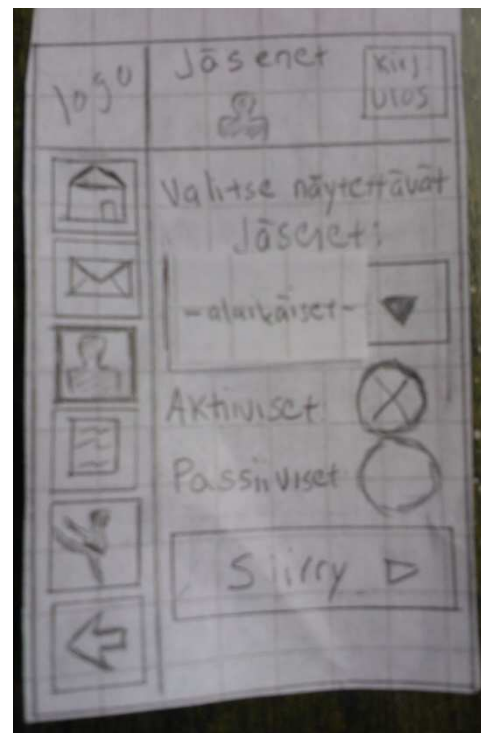 logo
Jäsenet
Kirj.
ulos
Valitse näytettävät
Jäsenet:
-alaikäiset-
Aktiiviset
Passiiviset
Siirry